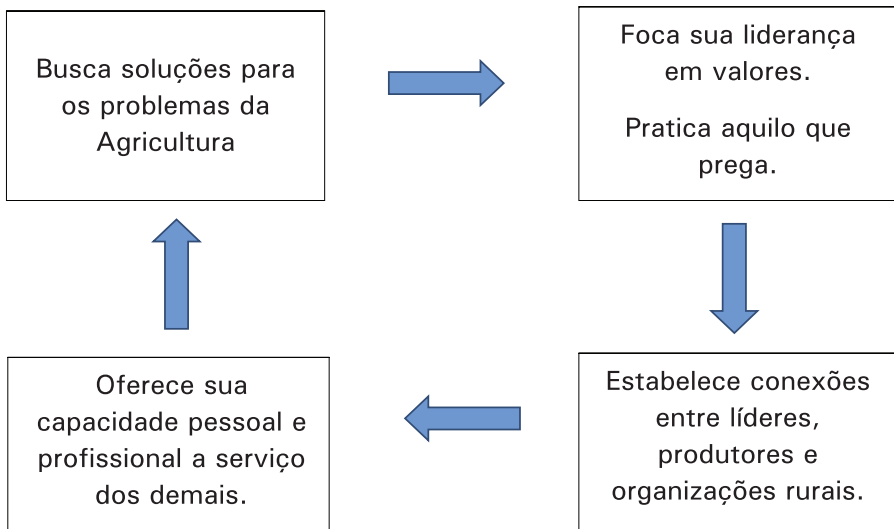 Busca soluções para
os problemas da
Agricultura
Foca sua liderança
em valores.
Pratica aquilo que
prega.
Estabelece conexões
entre líderes,
produtores e
organizações rurais.
Oferece sua
capacidade pessoal e
profissional a serviço
dos demais.